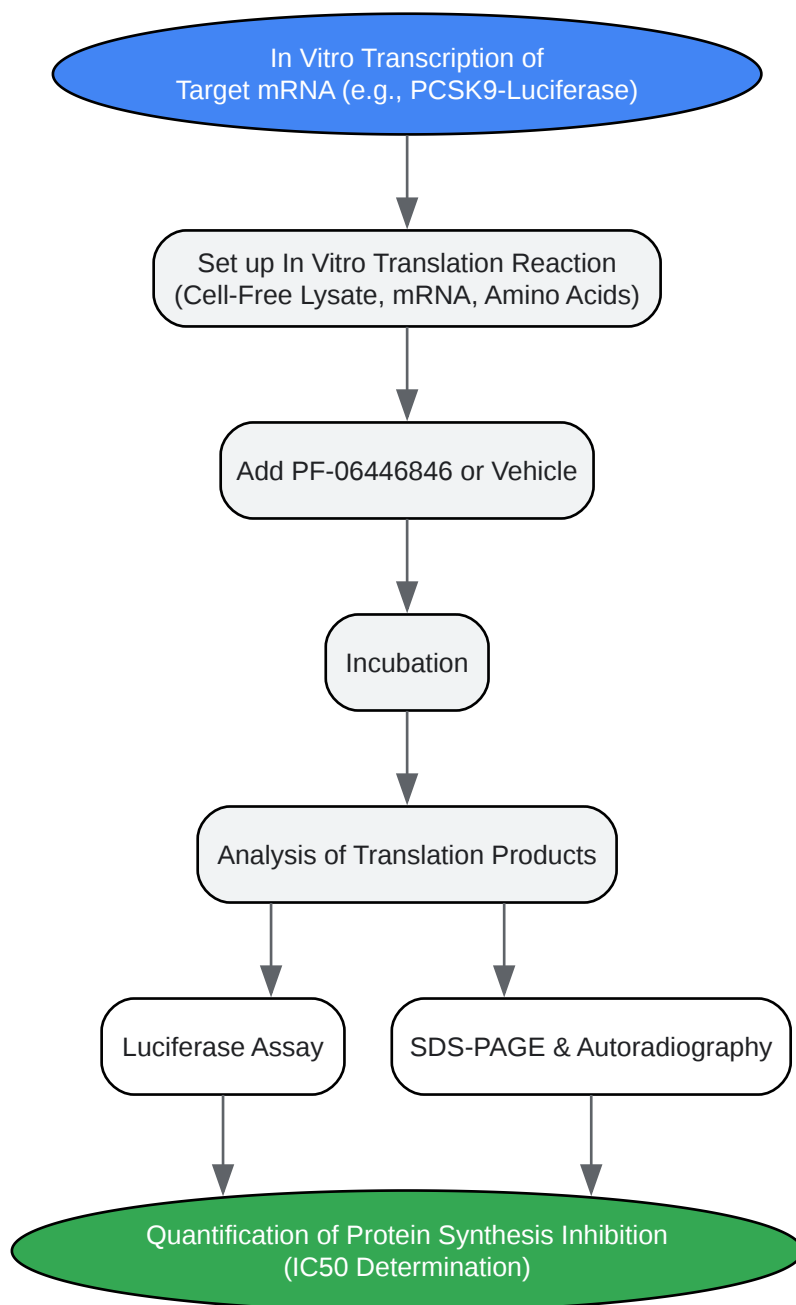 In Vitro Transcription of
Target mRNA (e.g., PCSK9-Luciferase)
Set up In Vitro Translation Reaction
(Cell-Free Lysate, mRNA, Amino Acids)
Add PF-06446846 or Vehicle
Incubation
Analysis of Translation Products
Luciferase Assay
SDS-PAGE & Autoradiography
Quantification of Protein Synthesis Inhibition
(IC50 Determination)